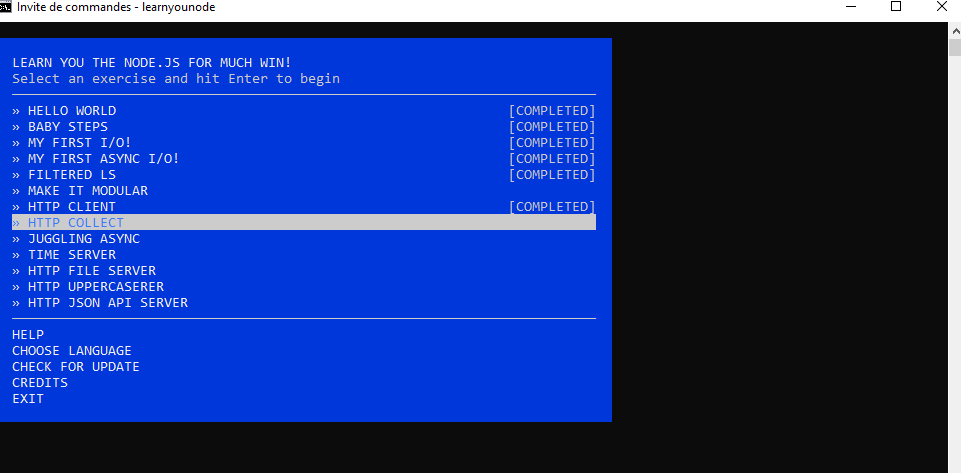 Invite de commandes - learnyounode
LEARN YOU THE NODE.JS FOR MUCH WIN!
Select an exercise and hit Enter to begin
» HELLO WORLD [COMPLETED]
» BABY STEPS [COMPLETED]
» MY FIRST I/O! [COMPLETED]
» MY FIRST ASYNC I/O! [COMPLETED]
» FILTERED LS [COMPLETED]
» MAKE IT MODULAR
» HTTP CLIENT [COMPLETED]
» HTTP COLLECT
» JUGGLING ASYNC
» TIME SERVER
» HTTP FILE SERVER
» HTTP UPPERCASERER
» HTTP JSON API SERVER
HELP
CHOOSE LANGUAGE
CHECK FOR UPDATE
CREDITS
EXIT